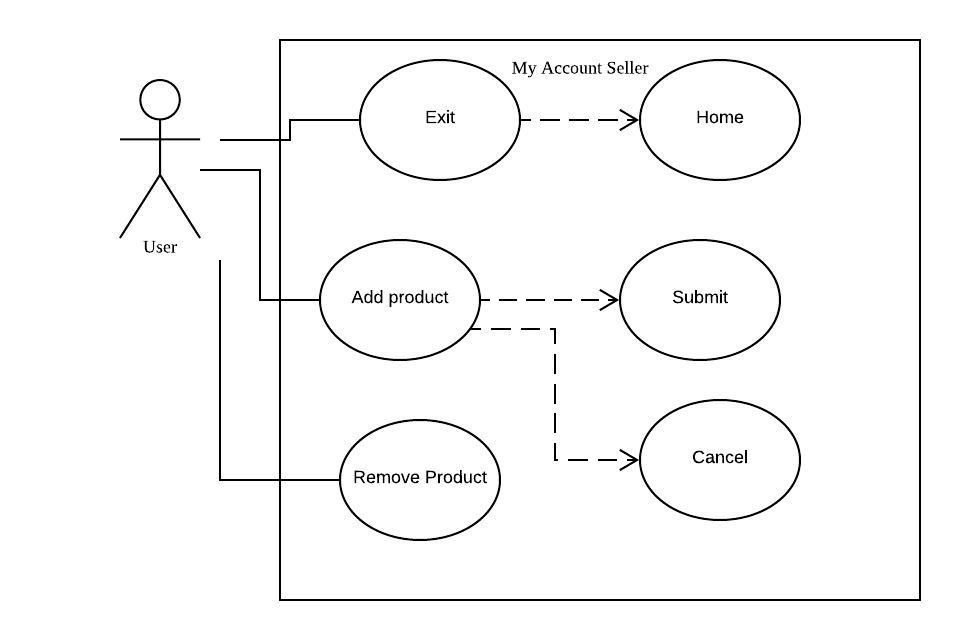 My Account Seller
Exit
Home
User
Add product
Submit
Cancel
Remove Product